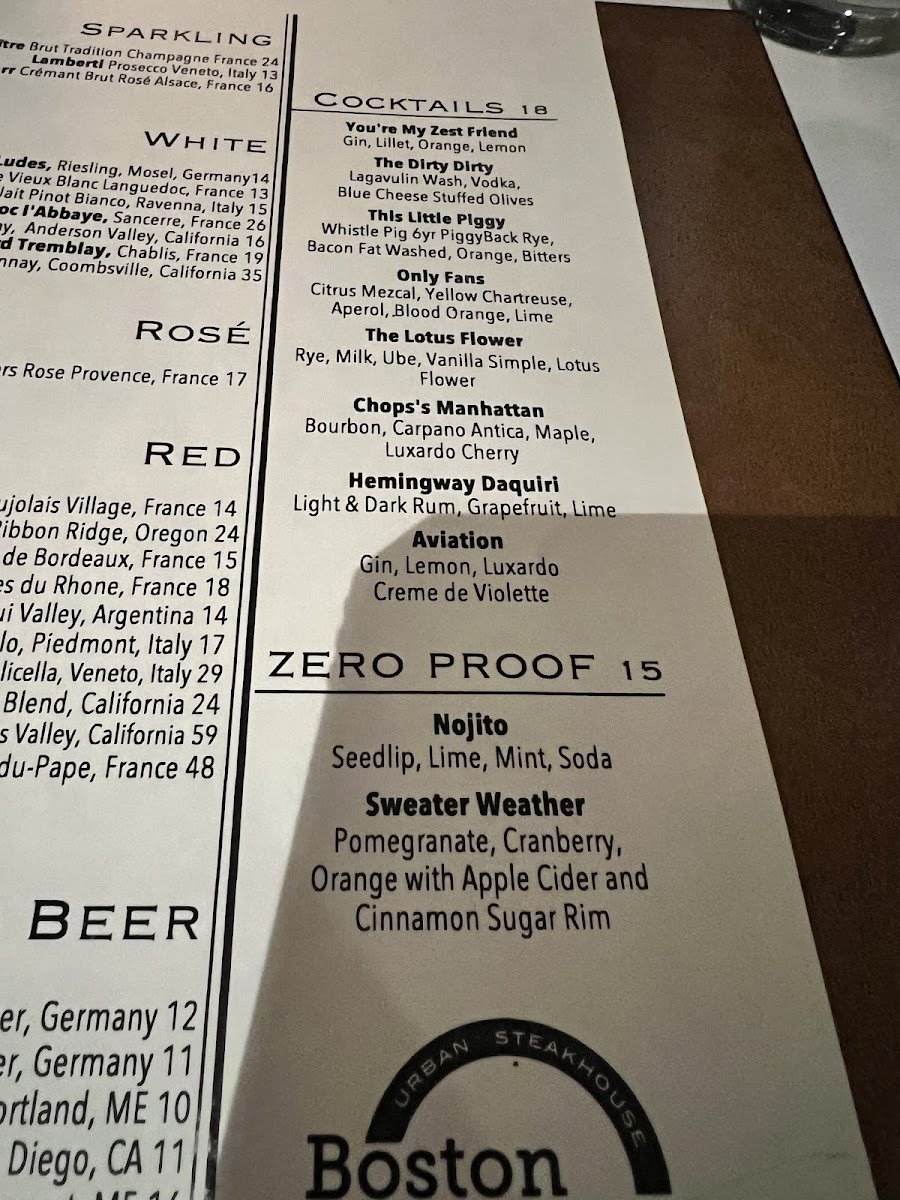 SPARKLING
Brut Tradition Champagne France 24
Lamberti Prosecco Veneto, Italy 13
Crémant Brut Rosé Alsace, France 16
WHITE
Ludes, Riesling, Mosel, Germany14
Vieux Blanc Languedoc, France 13
Pinot Bianco, Ravenna, Italy 15
l'Abbaye, Sancerre, France 26
Anderson Valley, California 16
Tremblay, Chablis, France 19
Coombsville, California 35
ROSÉ
Rose Provence, France 17
RED
Village, France 14
Ribbon Ridge, Oregon 24
de Bordeaux, France 15
du Rhone, France 18
Valley, Argentina 14
Piedmont, Italy 17
Veneto, Italy 29
Blend, California 24
Valley, California 59
du-Pape, France 48
BEER
Germany 12
Germany 11
ortland, ME 10
Diego, CA 11
COCKTAILS 18
You're My Zest Friend
Gin, Lillet, Orange, Lemon
The Dirty Dirty
Lagavulin Wash, Vodka,
Blue Cheese Stuffed Olives
This Little Piggy
Whistle Pig 6yr PiggyBack Rye,
Bacon Fat Washed, Orange, Bitters
Only Fans
Citrus Mezcal, Yellow Chartreuse,
Aperol, Blood Orange, Lime
The Lotus Flower
Rye, Milk, Ube, Vanilla Simple, Lotus
Flower
Chops's Manhattan
Bourbon, Carpano Antica, Maple,
Luxardo Cherry
Hemingway Daquiri
Light & Dark Rum, Grapefruit, Lime
Aviation
Gin, Lemon, Luxardo
Creme de Violette
ZERO PROOF 15
Nojito
Seedlip, Lime, Mint, Soda
Sweater Weather
Pomegranate, Cranberry,
Orange with Apple Cider and
Cinnamon Sugar Rim
URBAN STEAKHOUSE
Boston